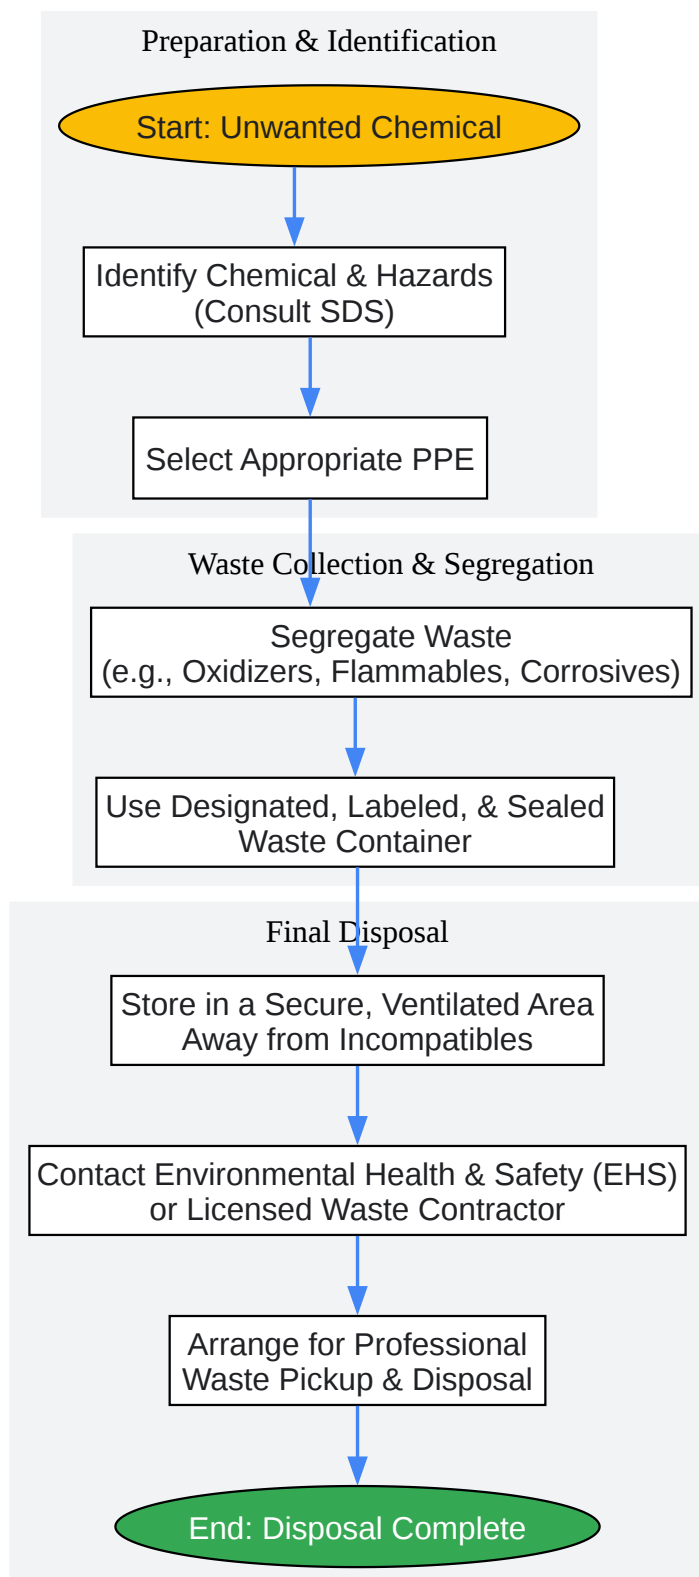 Preparation & Identification
Start: Unwanted Chemical
Identify Chemical & Hazards
(Consult SDS)
Select Appropriate PPE
Waste Collection & Segregation
Segregate Waste
(e.g., Oxidizers, Flammables, Corrosives)
Use Designated, Labeled, & Sealed
Waste Container
Final Disposal
Store in a Secure, Ventilated Area
Away from Incompatibles
Contact Environmental Health & Safety (EHS)
or Licensed Waste Contractor
Arrange for Professional
Waste Pickup & Disposal
End: Disposal Complete